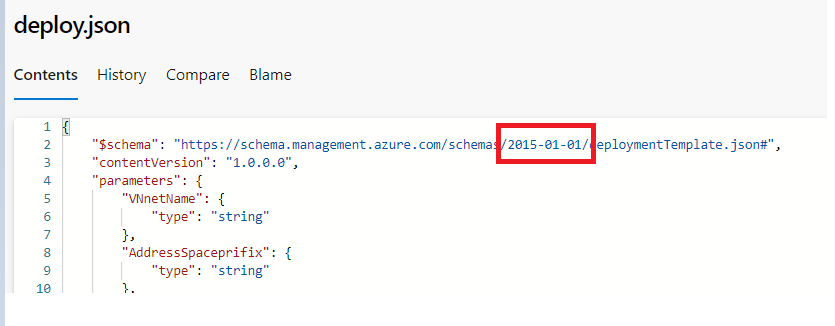 deploy.json
Contents History Compare Blame
1 {
2 "$schema": "https://schema.management.azure.com/schemas/2015-01-01/deploymentTemplate.json#",
3 "contentVersion": "1.0.0.0",
4 "parameters": {
5 "VNnetName": {
6 "type": "string"
7 },
8 "AddressSpaceprifix": {
9 "type": "string"
10 },